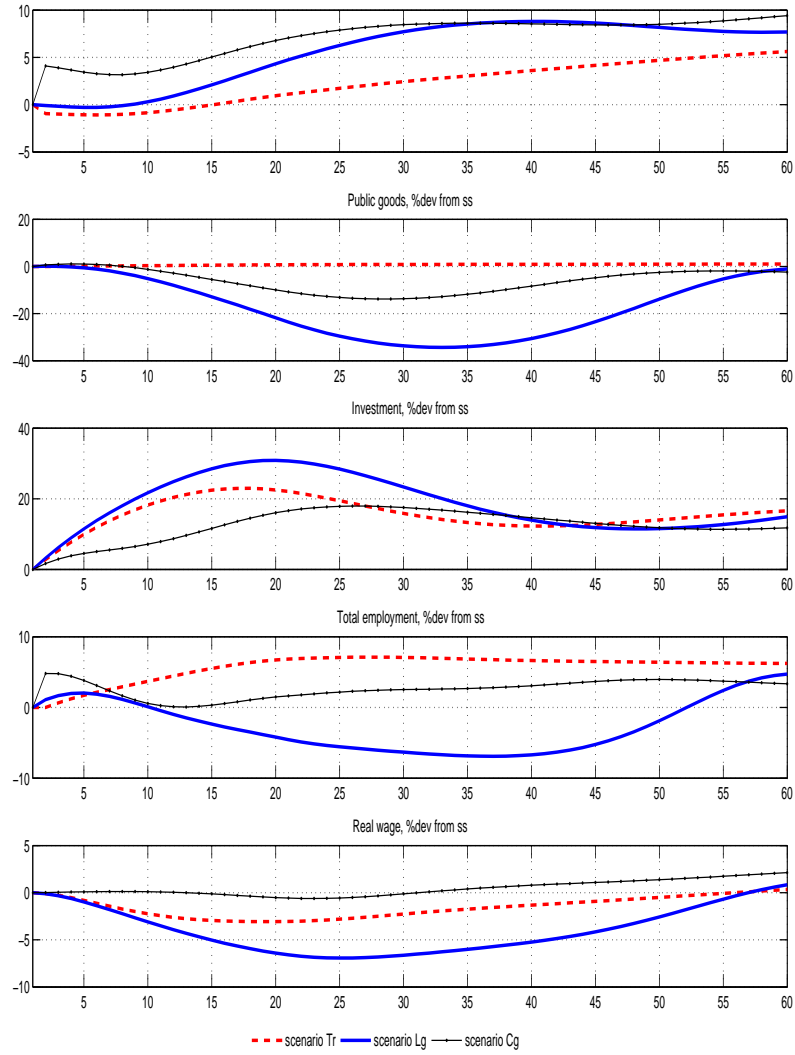 10
5
0
−5
5 10 15 20 25 30 35 40 45 50 55 60
Public goods, %dev from ss
20
0
−20
−40
5 10 15 20 25 30 35 40 45 50 55 60
Investment, %dev from ss
40
20
0
5 10 15 20 25 30 35 40 45 50 55 60
Total employment, %dev from ss
10
0
−10
5 10 15 20 25 30 35 40 45 50 55 60
Real wage, %dev from ss
5
0
−5
−10
5 10 15 20 25 30 35 40 45 50 55 60
scenario Tr scenario Lg scenario Cg